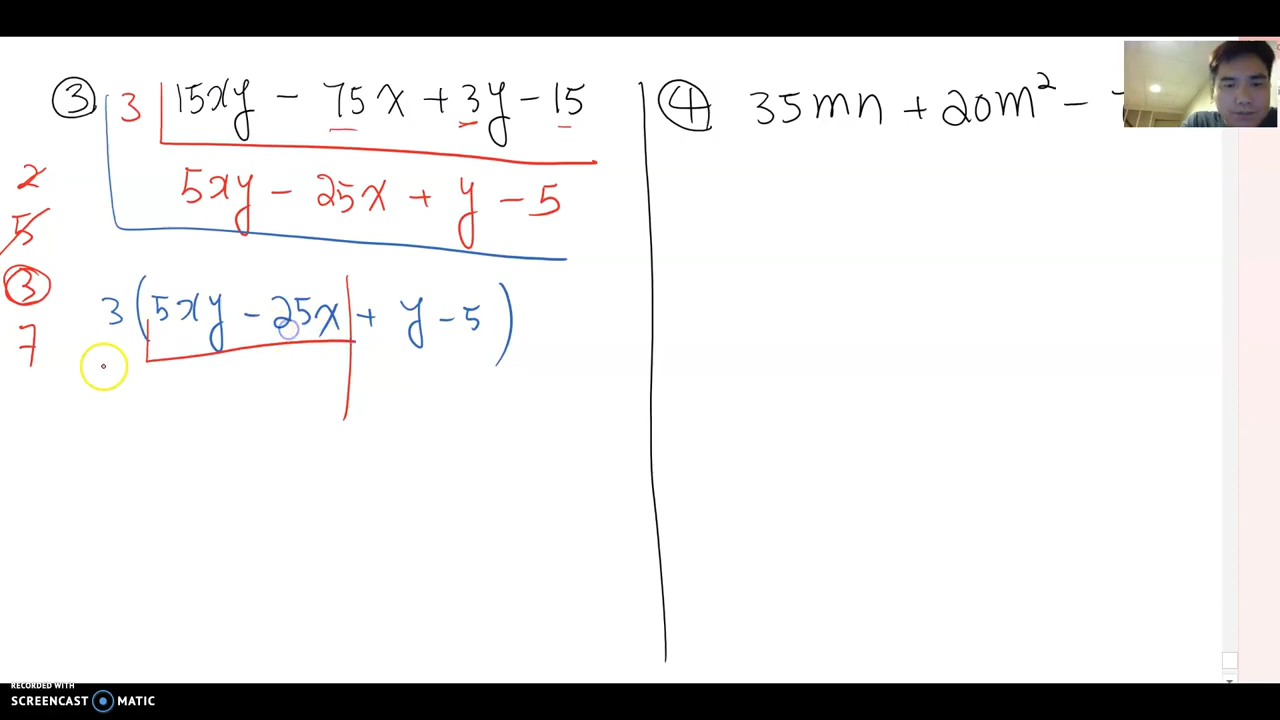 ③ 3 15xy - 75x + 3y - 15
5xy - 25x + y - 5
2
5
③
7
3(5xy - 25x + y - 5)
④ 35mn + 20m² -
RECORDED WITH
SCREENCAST MATIC